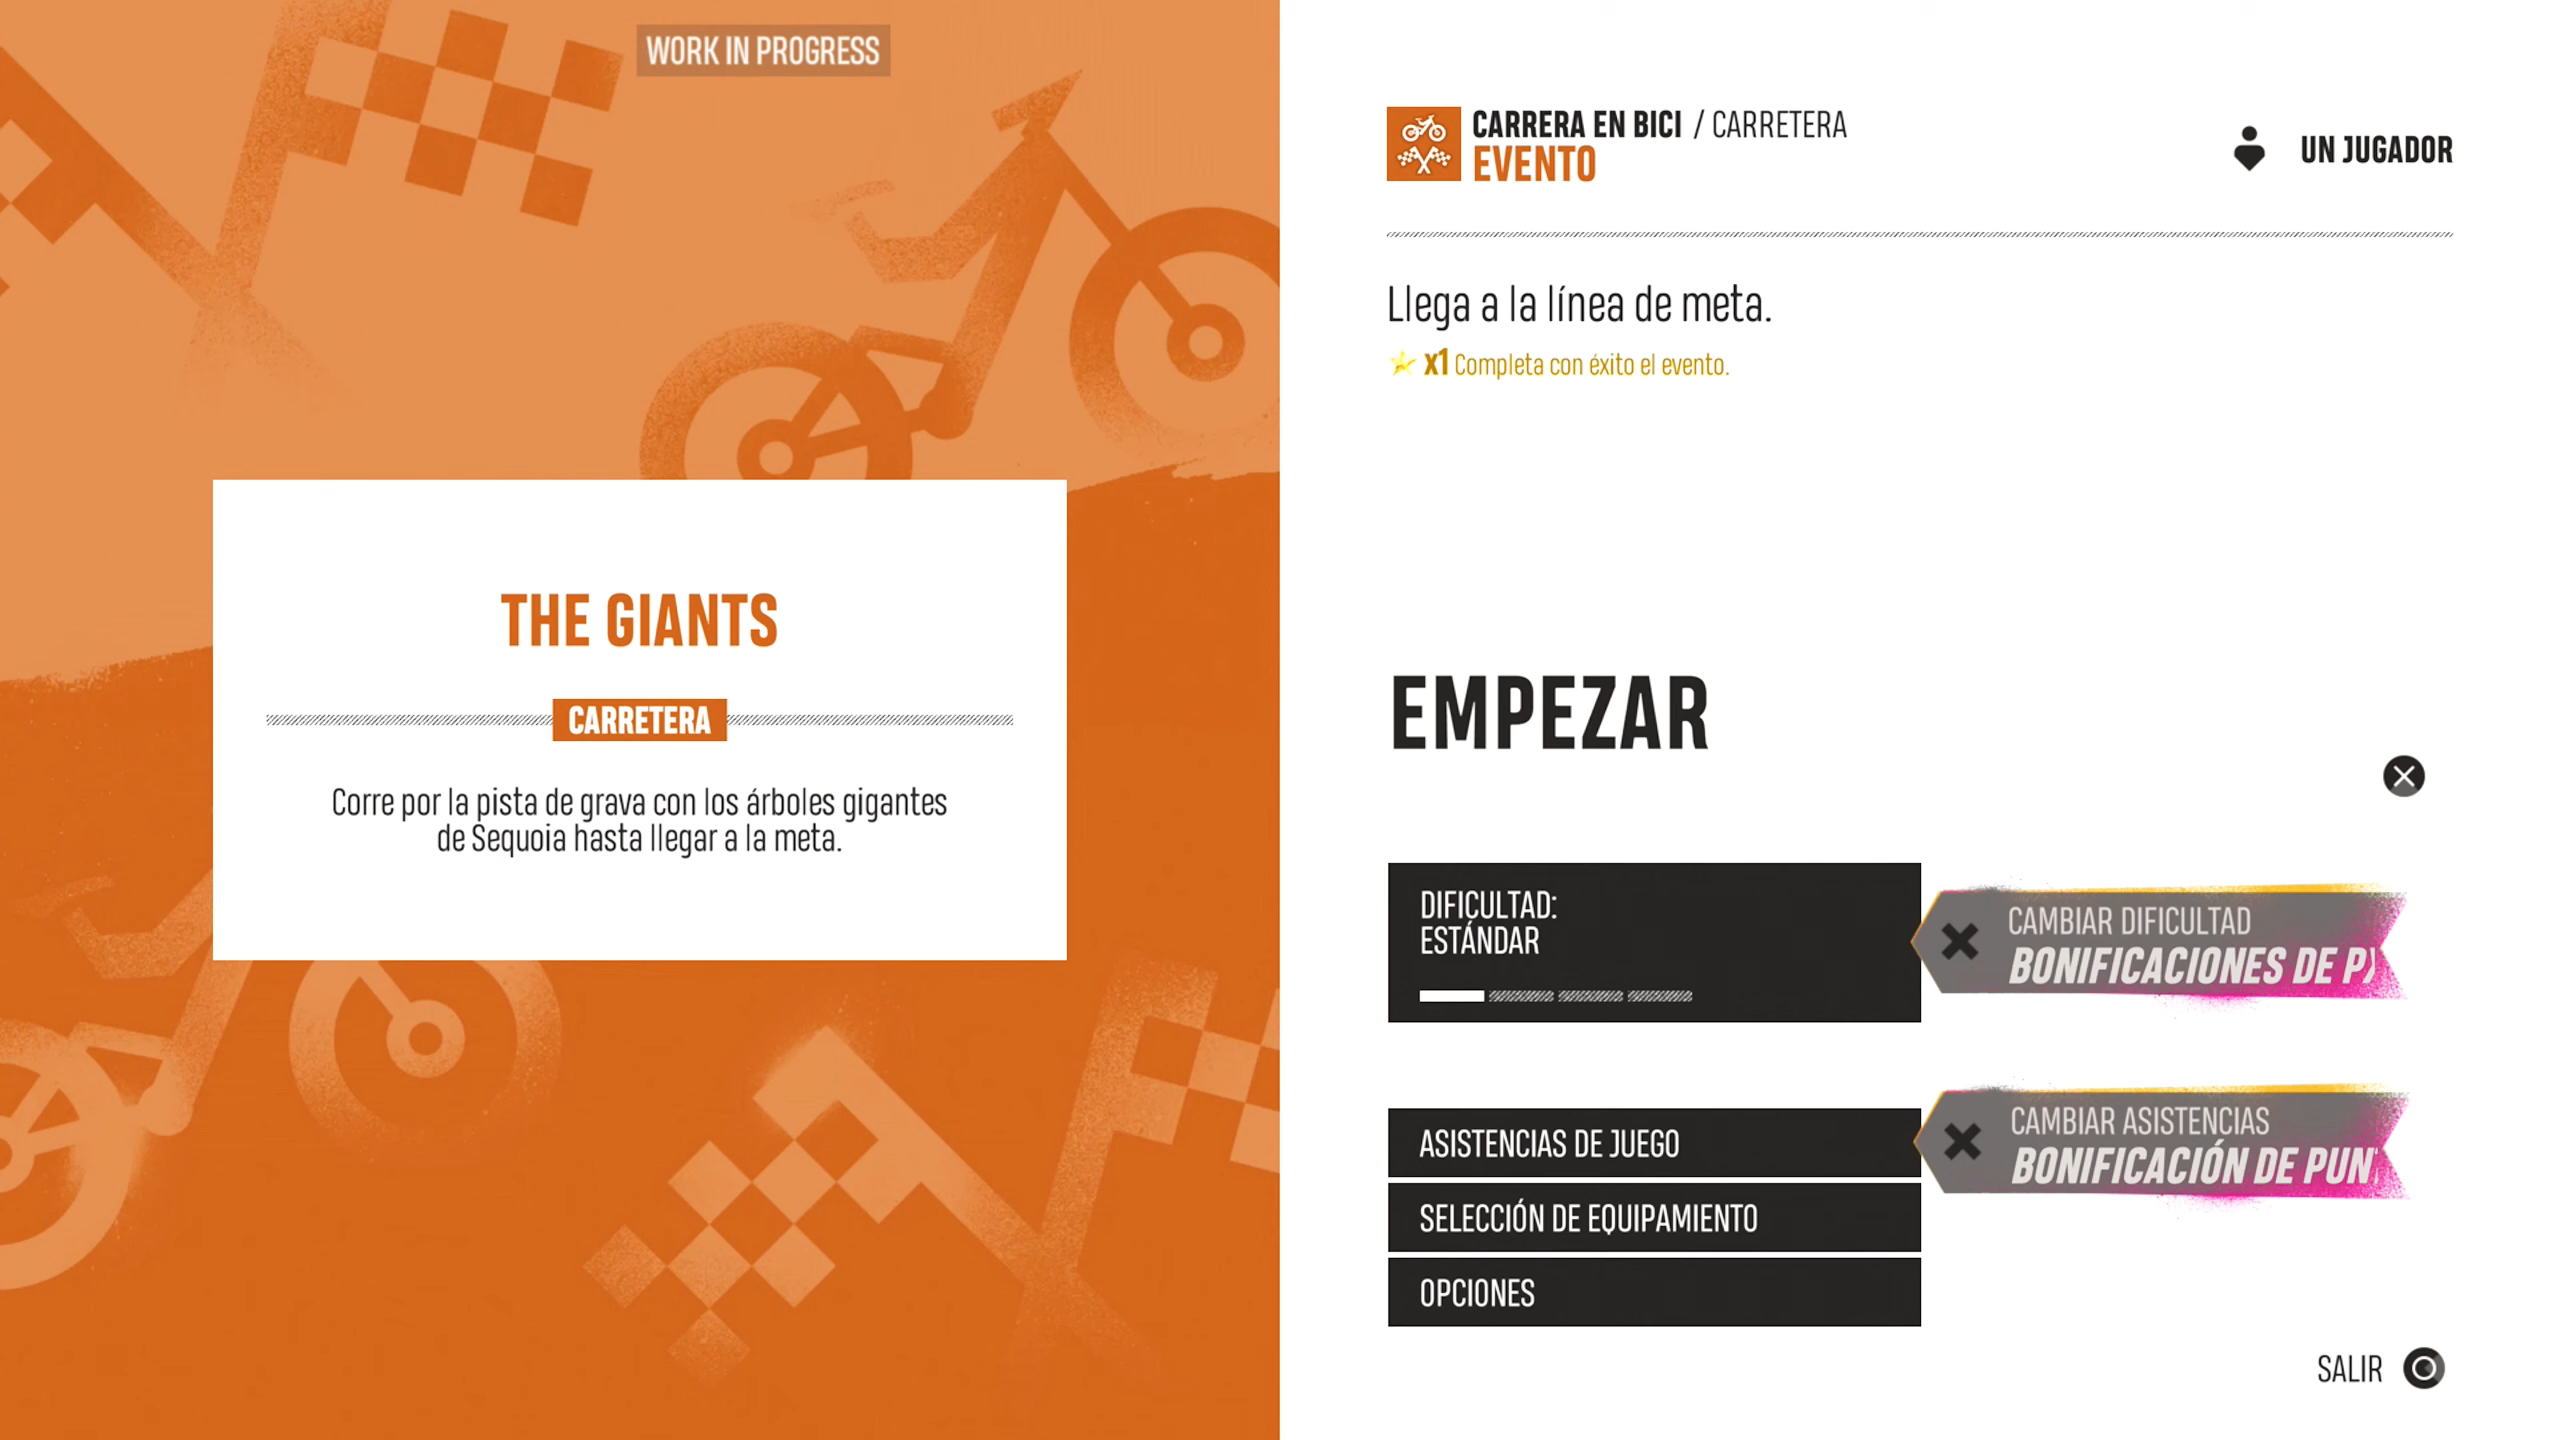 WORK IN PROGRESS
THE GIANTS
CARRETERA
Corre por la pista de grava con los árboles gigantes
de Sequoia hasta llegar a la meta.
CARRERA EN BICI / CARRETERA
EVENTO
UN JUGADOR
Llega a la línea de meta.
x1 Completa con éxito el evento.
EMPEZAR
DIFICULTAD:
ESTÁNDAR
CAMBIAR DIFICULTAD
BONIFICACIONES DE
ASISTENCIAS DE JUEGO
CAMBIAR ASISTENCIAS
BONIFICACIÓN DE PUN
SELECCIÓN DE EQUIPAMIENTO
OPCIONES
SALIR